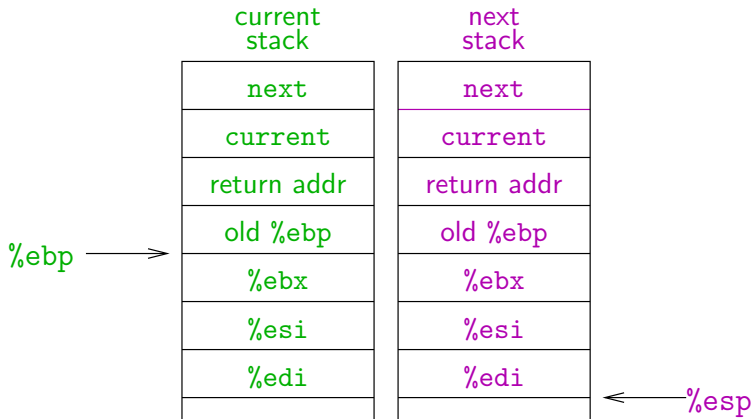 current
stack
next
stack
next
next
current
current
return addr
return addr
old %ebp
old %ebp
%ebp
%ebx
%ebx
%esi
%esi
%edi
%edi
%esp